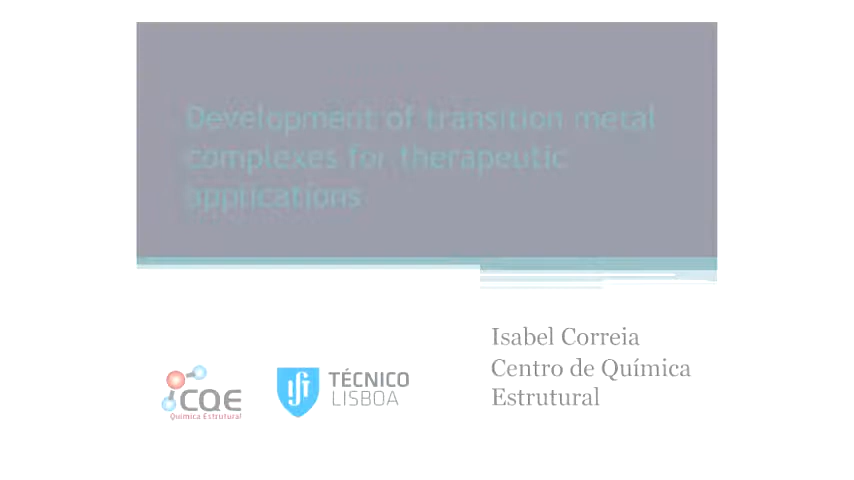 Development of transition metal
complexes for therapeutic
applications
Isabel Correia
Centro de Química
Estrutural
CQE
Química Estrutural
TÉCNICO
LISBOA